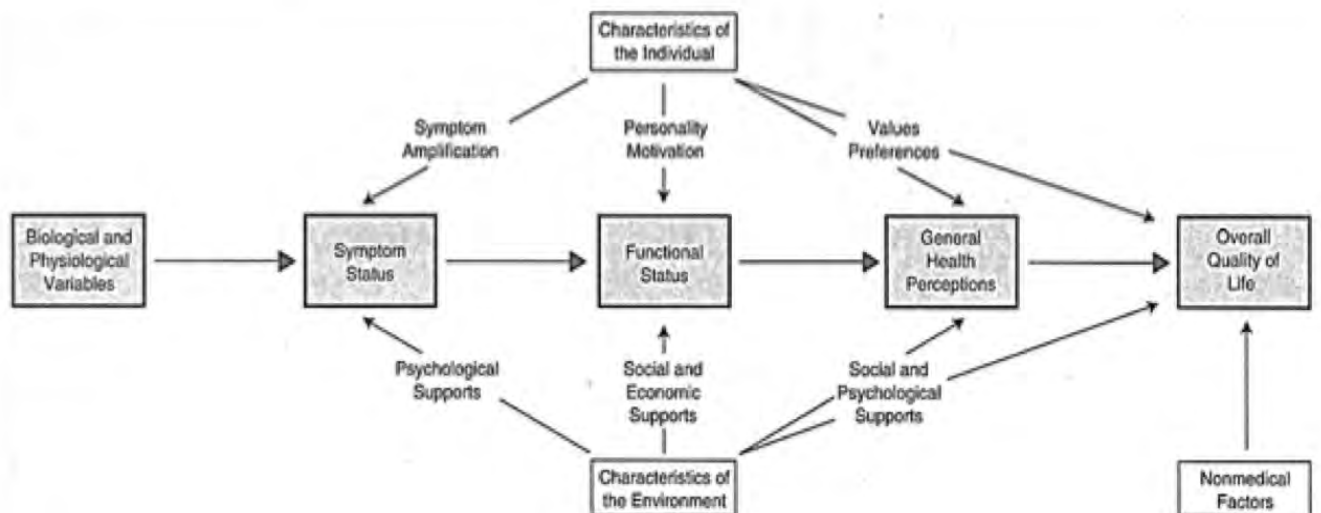 Characteristics of
the Individual
Symptom
Amplification
Personality
Motivation
Values
Preferences
Biological and
Physiological
Variables
Symptom
Status
Functional
Status
General
Health
Perceptions
Overall
Quality of
Life
Psychological
Supports
Social and
Economic
Supports
Social and
Psychological
Supports
Characteristics of
the Environment
Nonmedical
Factors